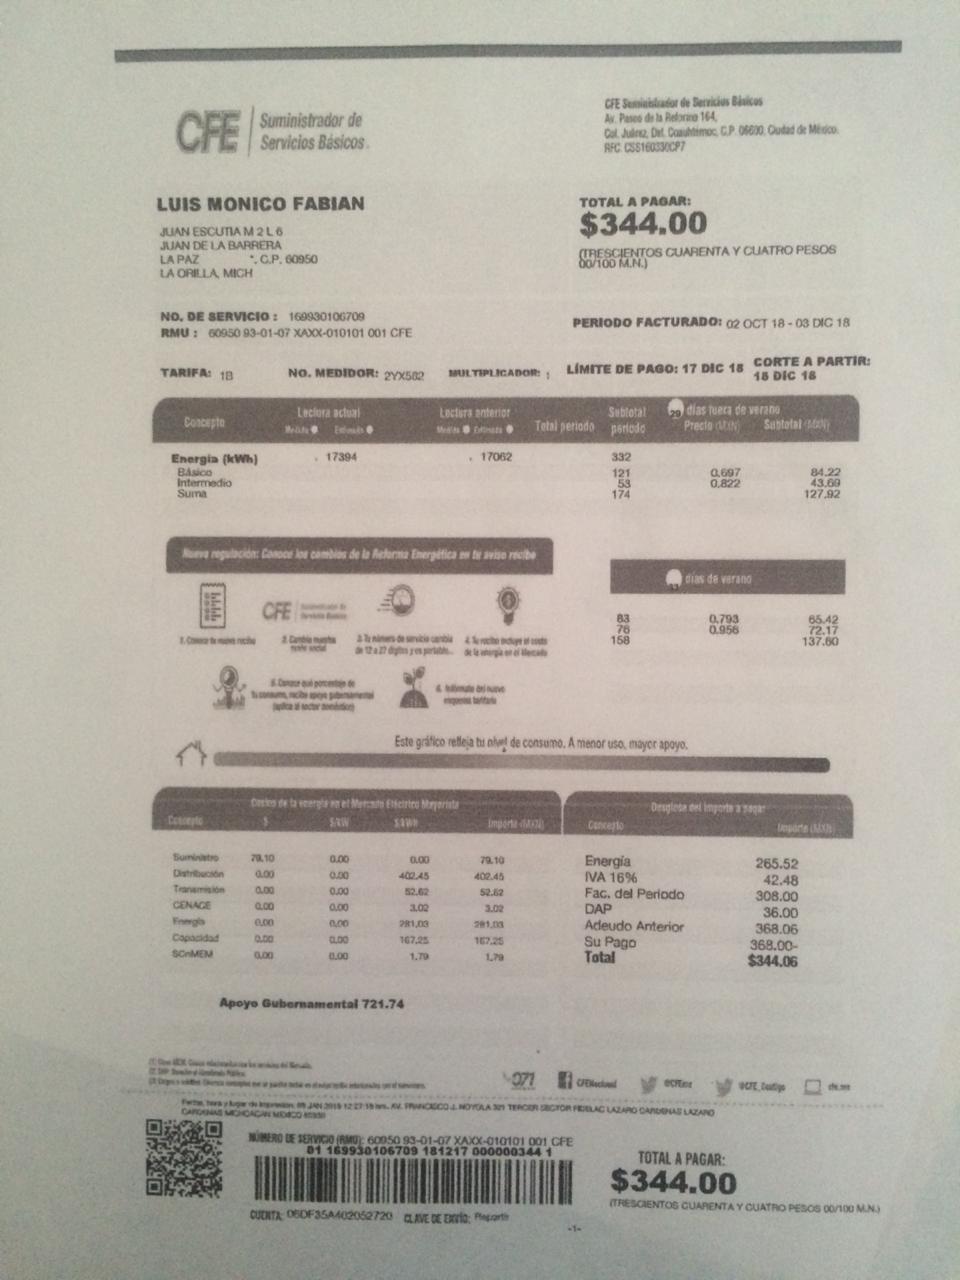 CFE Suministrador de
Servicios Básicos.
CFE Suministrador de Servicios Básicos
Av. Paseo de la Reforma 164,
Col. Juárez, Del. Cuauhtémoc, C.P. 06600, Ciudad de México.
RFC CSS160330CP7
LUIS MONICO FABIAN
JUAN ESCUTIA M 2 L 6
JUAN DE LA BARRERA
LA PAZ *. C.P. 60950
LA ORILLA, MICH
TOTAL A PAGAR:
$344.00
(TRESCIENTOS CUARENTA Y CUATRO PESOS
00/100 M.N.)
NO. DE SERVICIO : 169930106709
RMU : 60950 93-01-07 XAXX-010101 001 CFE
PERIODO FACTURADO: 02 OCT 18 - 03 DIC 18
TARIFA: 1B NO. MEDIDOR: 2YX582 MULTIPLICADOR: 1 LÍMITE DE PAGO: 17 DIC 18 CORTE A PARTÍR:
18 DIC 18
Concepto Lectura actual Lectura anterior Total periodo Subtotal 29 días fuera de verano
Medida Estimada Medida Estimada periodo Precio (MXN) Subtotal (MXN)
Energía (kWh) 17394 17062 332
Básico 121 0.697 84.22
Intermedio 53 0.822 43.69
Suma 174 127.92
Nueva regulación: Conoce los cambios de la Reforma Energética en tu aviso recibo
días de verano
83 0.793 65.42
76 0.956 72.17
158 137.60
CFE Suministrador de
Servicios Básicos
1. Conoce tu nuevo recibo
2. Cambia nuestra
razón social
3. Tu número de servicio cambia
de 12 a 27 dígitos y es portable...
4. Tu recibo incluye el costo
de la energía en el Mercado
5. Conoce qué porcentaje de
Tu consumo, recibe apoyo gubernamental
(aplica al sector doméstico)
6. Infórmate del nuevo
esquema tarifario
Este gráfico refleja tu nivel de consumo. A menor uso, mayor apoyo.
Costos de la energía en el Mercado Eléctrico Mayorista
Concepto $ $/kW $/kWh Importe (MXN)
Suministro 79.10 0.00 0.00 79.10
Distribución 0.00 0.00 402.45 402.45
Transmisión 0.00 0.00 52.62 52.62
CENACE 0.00 0.00 3.02 3.02
Energía 0.00 0.00 281.03 281.03
Capacidad 0.00 0.00 167.25 167.25
SCnMEM 0.00 0.00 1.79 1.79
Desglose del importe a pagar
Concepto Importe (MXN)
Energía 265.52
IVA 16% 42.48
Fac. del Periodo 308.00
DAP 36.00
Adeudo Anterior 368.06
Su Pago 368.00-
Total $344.06
Apoyo Gubernamental 721.74
071 CFENacional @CFEmx @CFE_Contigo cfe.mx
Fecha, hora y lugar de impresión: AV. FRANCISCO J. NOYOLA 321 TERCER SECTOR FIDELAC LAZARO CARDENAS LAZARO
CARDENAS MICHOACAN MEXICO
NÚMERO DE SERVICIO (RMU): 60950 93-01-07 XAXX-010101 001 CFE
01 169930106709 181217 000000344 1
CUENTA: 06DF35A402052720 CLAVE DE ENVÍO: Repartir
TOTAL A PAGAR:
$344.00
(TRESCIENTOS CUARENTA Y CUATRO PESOS 00/100 M.N.)
-1-